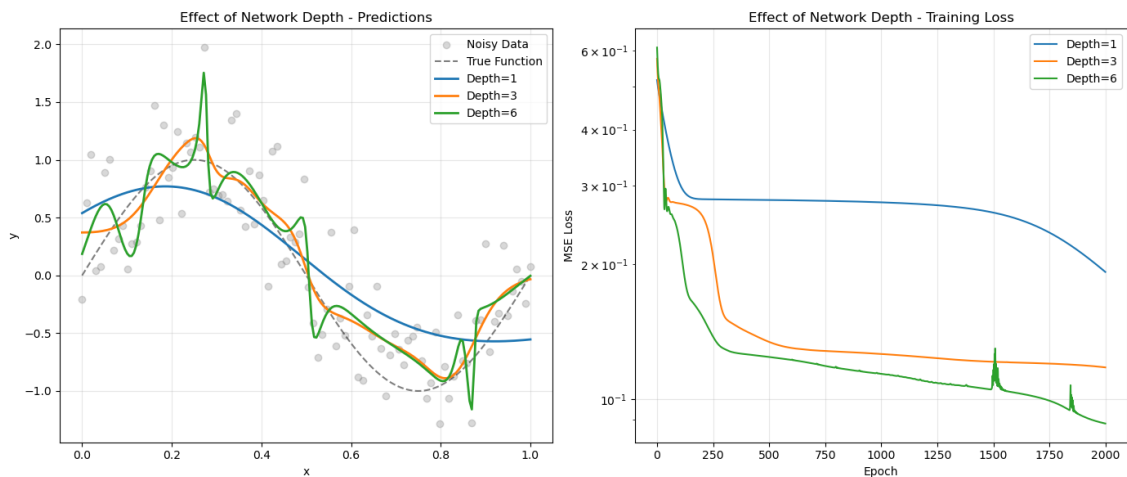 Effect of Network Depth - Predictions
2.0
1.5
1.0
0.5
0.0
-0.5
-1.0
y
Noisy Data
True Function
Depth=1
Depth=3
Depth=6
0.0
0.2
0.4
0.6
0.8
1.0
x
Effect of Network Depth - Training Loss
6 × 10⁻¹
4 × 10⁻¹
3 × 10⁻¹
2 × 10⁻¹
10⁻¹
MSE Loss
Depth=1
Depth=3
Depth=6
0
250
500
750
1000
1250
1500
1750
2000
Epoch